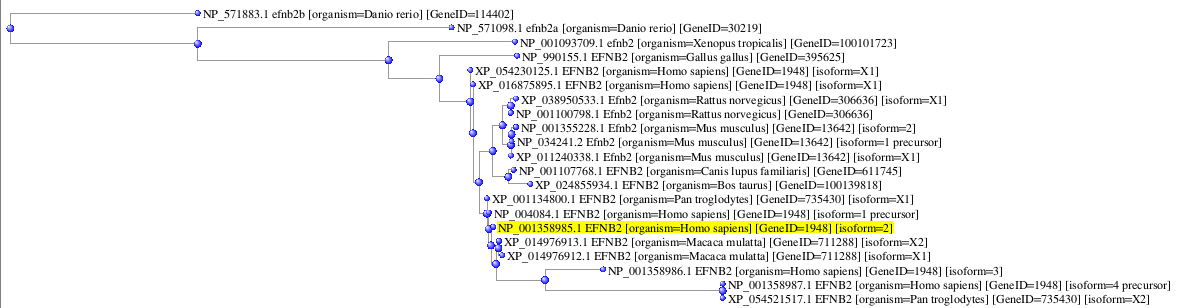 NP_571883.1 efnb2b [organism=Danio rerio] [GeneID=114402]
NP_571098.1 efnb2a [organism=Danio rerio] [GeneID=30219]
NP_001093709.1 efnb2 [organism=Xenopus tropicalis] [GeneID=100101723]
NP_990155.1 EFNB2 [organism=Gallus gallus] [GeneID=395625]
XP_054230125.1 EFNB2 [organism=Homo sapiens] [GeneID=1948] [isoform=X1]
XP_016875895.1 EFNB2 [organism=Homo sapiens] [GeneID=1948] [isoform=X1]
XP_038950533.1 Efnb2 [organism=Rattus norvegicus] [GeneID=306636] [isoform=X1]
NP_001100798.1 Efnb2 [organism=Rattus norvegicus] [GeneID=306636]
NP_001355228.1 Efnb2 [organism=Mus musculus] [GeneID=13642] [isoform=2]
NP_034241.2 Efnb2 [organism=Mus musculus] [GeneID=13642] [isoform=1 precursor]
XP_011240338.1 Efnb2 [organism=Mus musculus] [GeneID=13642] [isoform=X1]
NP_001107768.1 EFNB2 [organism=Canis lupus familiaris] [GeneID=611745]
XP_024855934.1 EFNB2 [organism=Bos taurus] [GeneID=100139818]
XP_001134800.1 EFNB2 [organism=Pan troglodytes] [GeneID=735430] [isoform=X1]
NP_004084.1 EFNB2 [organism=Homo sapiens] [GeneID=1948] [isoform=1 precursor]
NP_001358985.1 EFNB2 [organism=Homo sapiens] [GeneID=1948] [isoform=2]
XP_014976913.1 EFNB2 [organism=Macaca mulatta] [GeneID=711288] [isoform=X2]
XP_014976912.1 EFNB2 [organism=Macaca mulatta] [GeneID=711288] [isoform=X1]
NP_001358986.1 EFNB2 [organism=Homo sapiens] [GeneID=1948] [isoform=3]
NP_001358987.1 EFNB2 [organism=Homo sapiens] [GeneID=1948] [isoform=4 precursor]
XP_054521517.1 EFNB2 [organism=Pan troglodytes] [GeneID=735430] [isoform=X2]